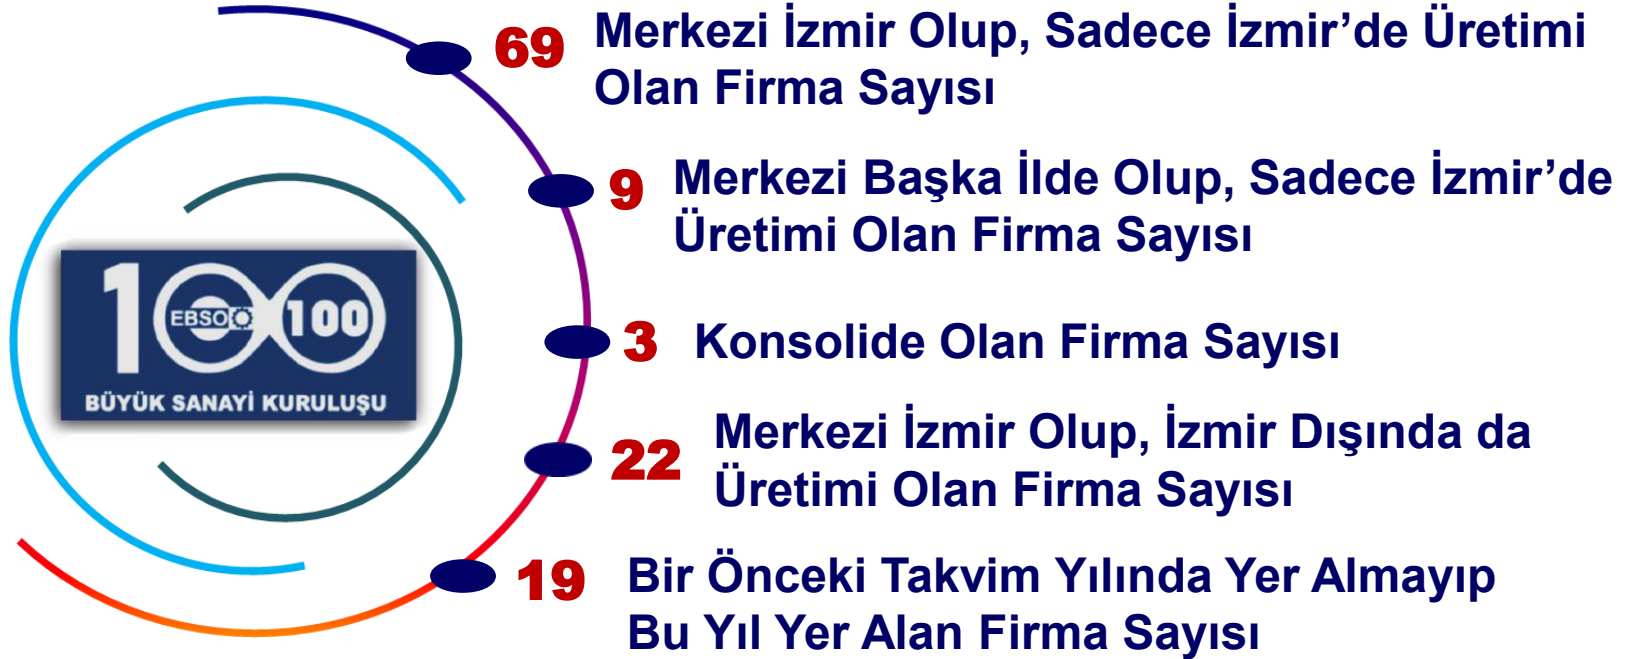 69 Merkezi İzmir Olup, Sadece İzmir’de Üretimi
Olan Firma Sayısı
9 Merkezi Başka İlde Olup, Sadece İzmir’de
Üretimi Olan Firma Sayısı
100
EBSO 100
BÜYÜK SANAYİ KURULUŞU
3 Konsolide Olan Firma Sayısı
22 Merkezi İzmir Olup, İzmir Dışında da
Üretimi Olan Firma Sayısı
19 Bir Önceki Takvim Yılında Yer Almayıp
Bu Yıl Yer Alan Firma Sayısı